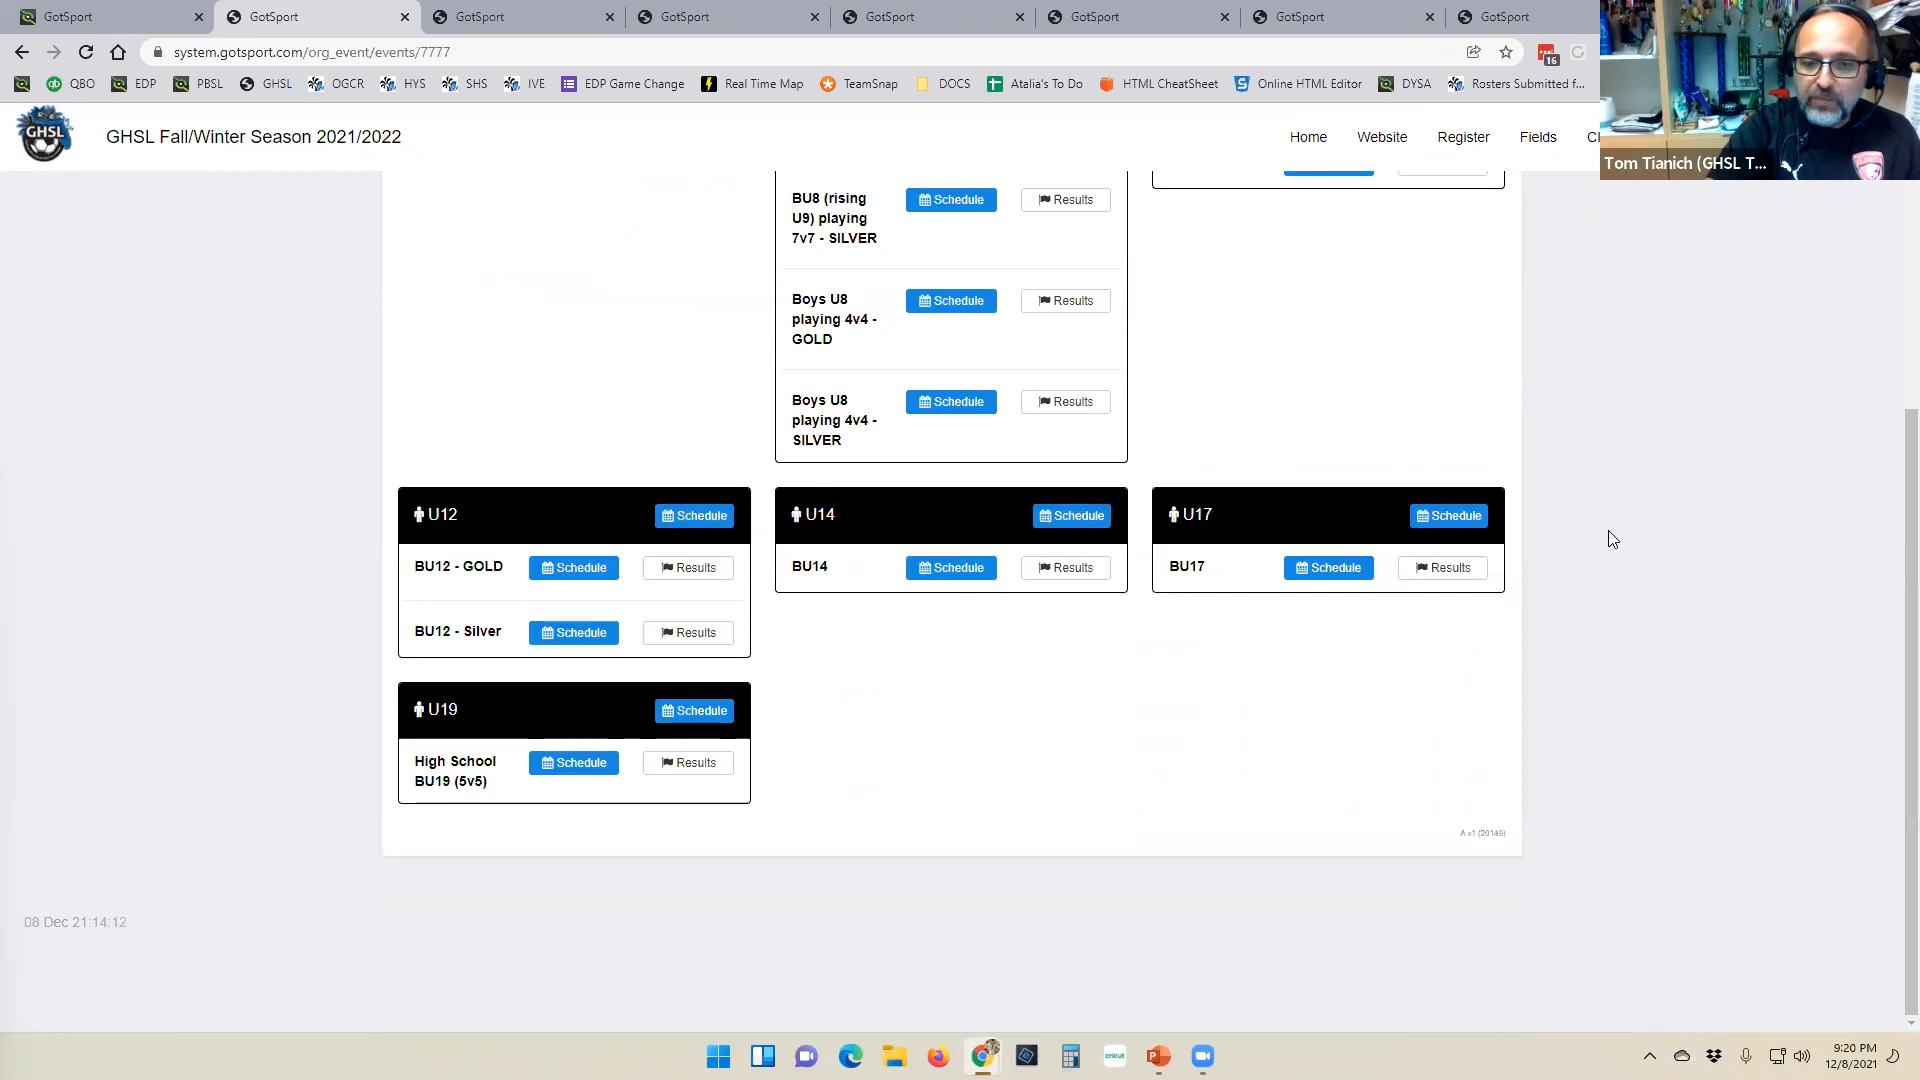 GotSport
GotSport
GotSport
GotSport
GotSport
GotSport
GotSport
GotSport
system.gotsport.com/org_event/events/7777
16
QBO
EDP
PBSL
GHSL
OGCR
HYS
SHS
IVE
EDP Game Change
Real Time Map
TeamSnap
DOCS
Atalia's To Do
HTML CheatSheet
Online HTML Editor
DYSA
Rosters Submitted f...
GHSL
GHSL Fall/Winter Season 2021/2022
Home
Website
Register
Fields
Cl
Tom Tianich (GHSL T...
BU8 (rising
U9) playing
7v7 - SILVER
Schedule
Results
Boys U8
playing 4v4 -
GOLD
Schedule
Results
Boys U8
playing 4v4 -
SILVER
Schedule
Results
U12
Schedule
BU12 - GOLD
Schedule
Results
BU12 - Silver
Schedule
Results
U14
Schedule
BU14
Schedule
Results
U17
Schedule
BU17
Schedule
Results
U19
Schedule
High School
BU19 (5v5)
Schedule
Results
A v1 (20149)
08 Dec 21:14:12
cricut
9:20 PM
12/8/2021